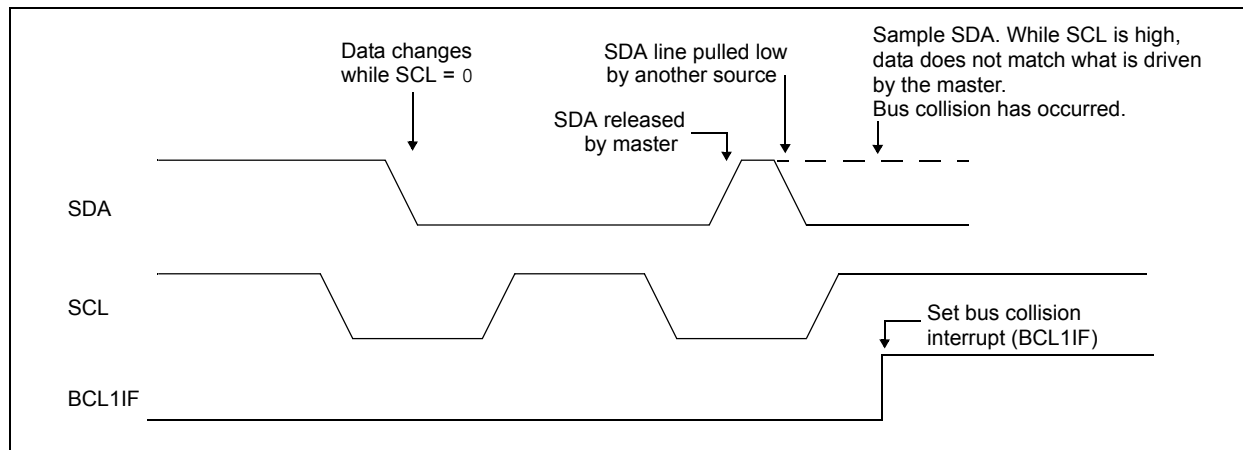 Data changes
while SCL = 0
SDA line pulled low
by another source
Sample SDA. While SCL is high,
data does not match what is driven
by the master.
Bus collision has occurred.
SDA released
by master
SDA
SCL
Set bus collision
interrupt (BCL1IF)
BCL1IF